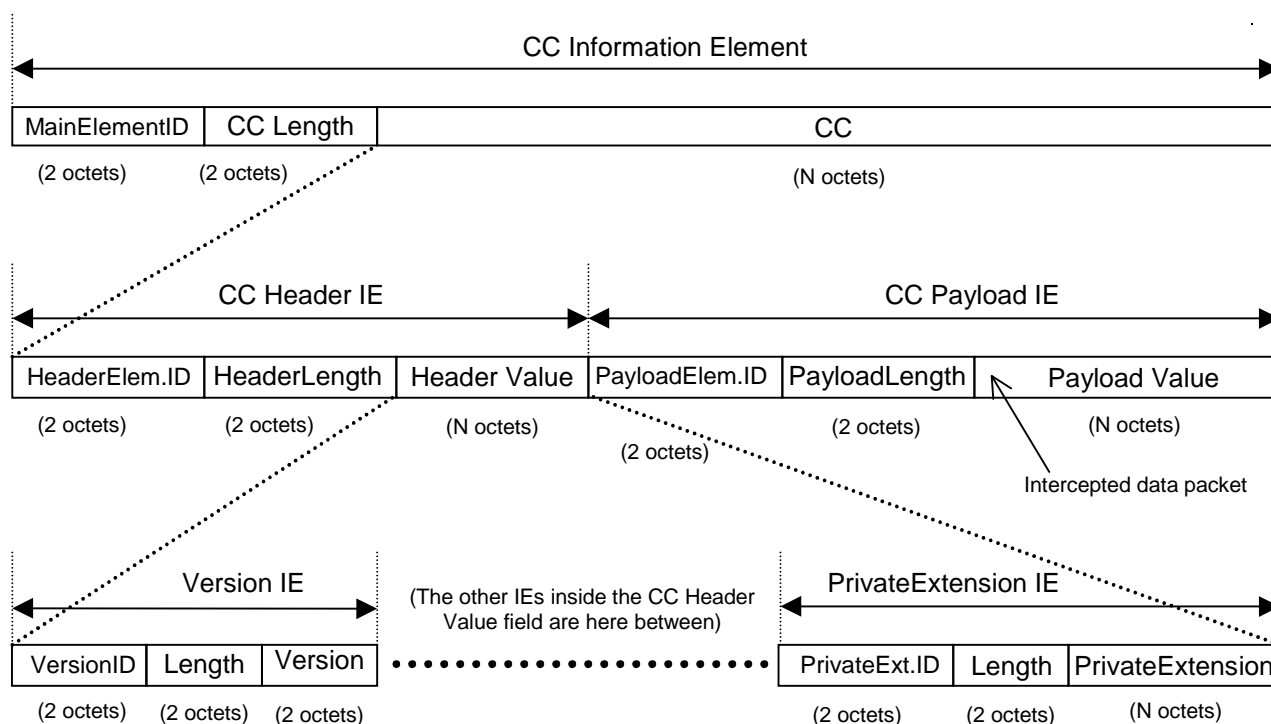 CC Information Element
MainElementID CC Length CC
(2 octets) (2 octets) (N octets)
CC Header IE CC Payload IE
HeaderElem.ID HeaderLength Header Value PayloadElem.ID PayloadLength Payload Value
(2 octets) (2 octets) (N octets) (2 octets) (2 octets) (N octets)
Intercepted data packet
Version IE PrivateExtension IE
(The other IEs inside the CC Header
Value field are here between)
VersionID Length Version PrivateExt.ID Length PrivateExtension
(2 octets) (2 octets) (2 octets) (2 octets) (2 octets) (N octets)